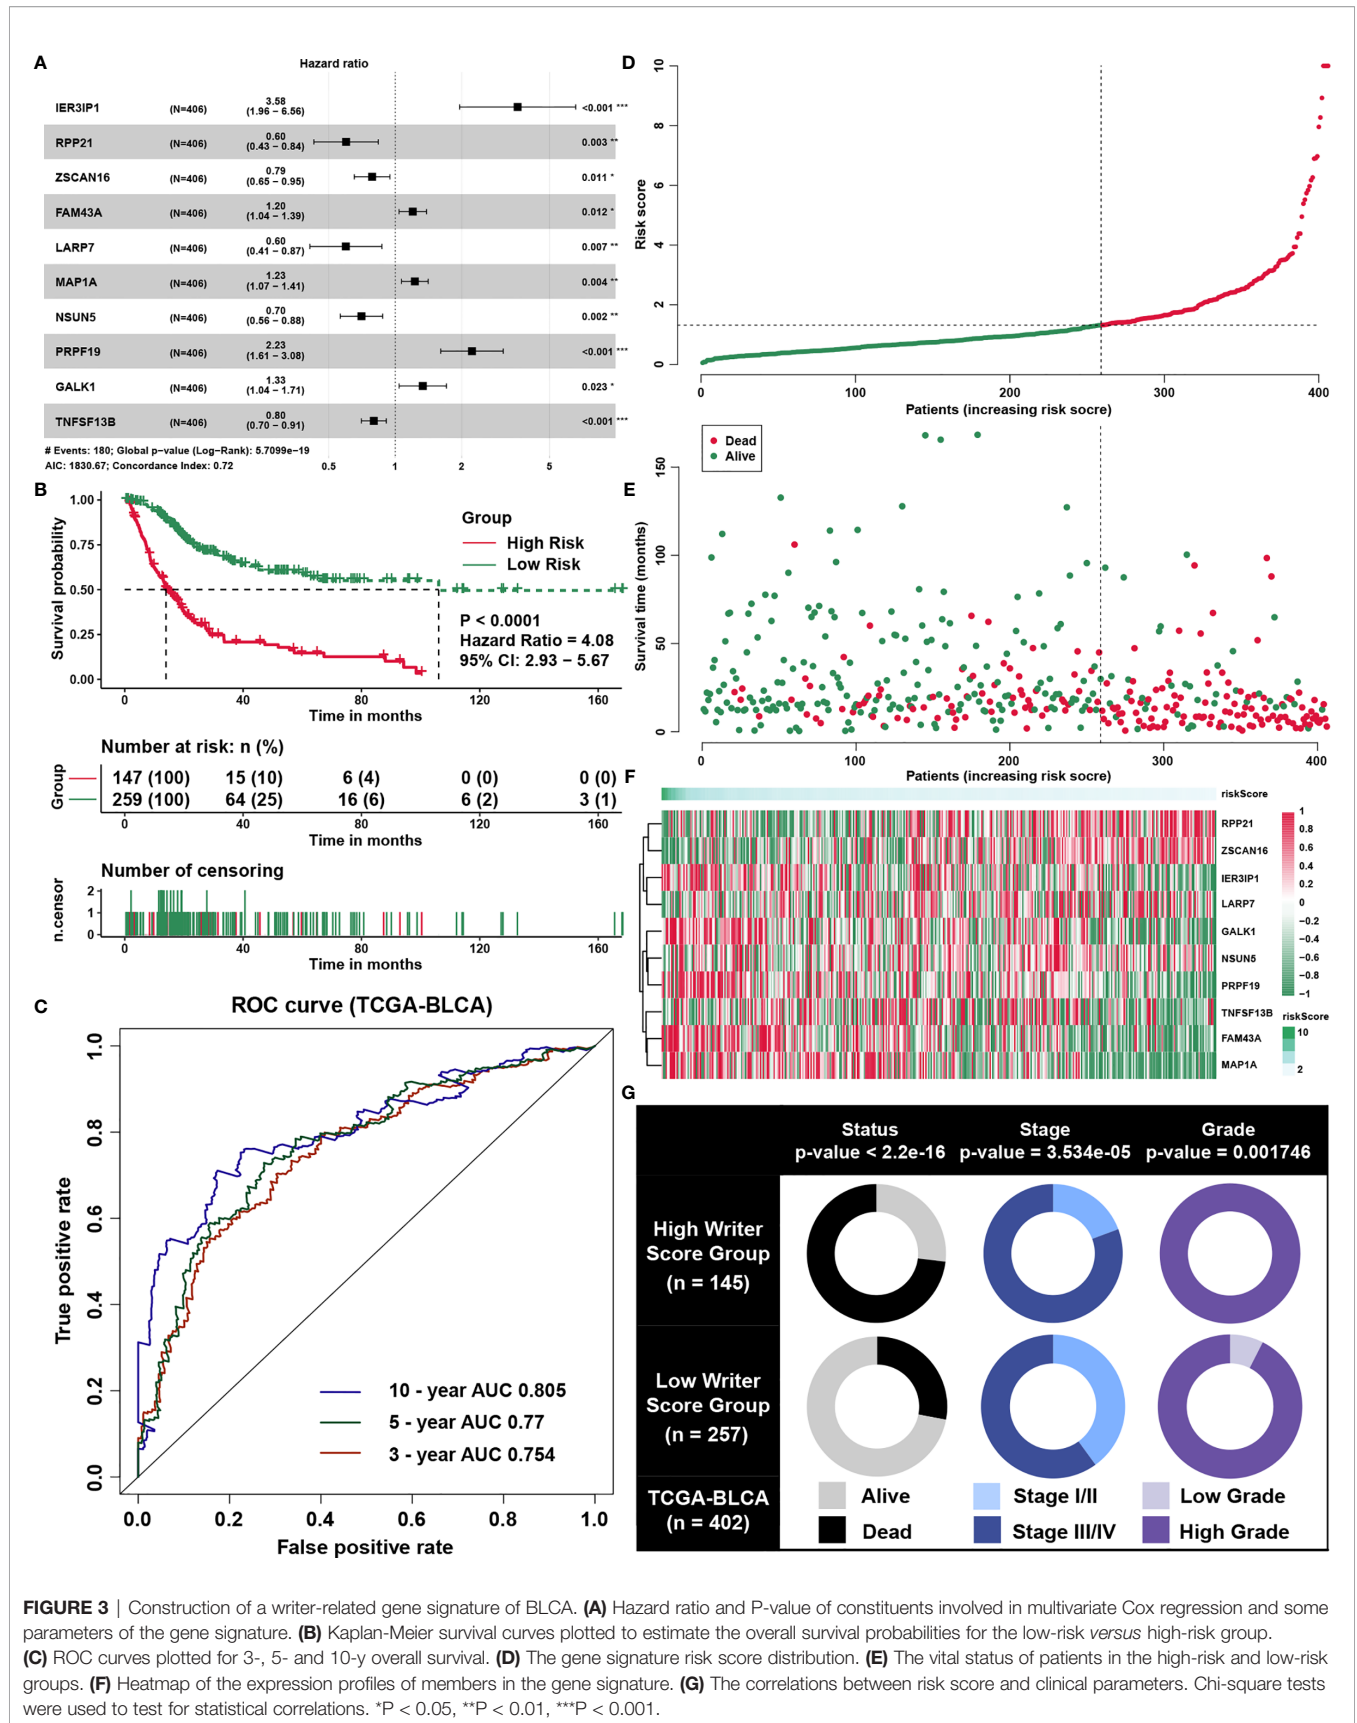 A
Hazard ratio
IER3IP1 (N=406) 3.58 (1.96 – 6.56) <0.001 ***
RPP21 (N=406) 0.60 (0.43 – 0.84) 0.003 **
ZSCAN16 (N=406) 0.79 (0.65 – 0.95) 0.011 *
FAM43A (N=406) 1.20 (1.04 – 1.39) 0.012 *
LARP7 (N=406) 0.60 (0.41 – 0.87) 0.007 **
MAP1A (N=406) 1.23 (1.07 – 1.41) 0.004 **
NSUN5 (N=406) 0.70 (0.56 – 0.88) 0.002 **
PRPF19 (N=406) 2.23 (1.61 – 3.08) <0.001 ***
GALK1 (N=406) 1.33 (1.04 – 1.71) 0.023 *
TNFSF13B (N=406) 0.80 (0.70 – 0.91) <0.001 ***
# Events: 180; Global p−value (Log−Rank): 5.7099e−19
AIC: 1830.67; Concordance Index: 0.72
0.5 1 2 5
B
Survival probability
1.00
0.75
0.50
0.25
0.00
Group
High Risk
Low Risk
P < 0.0001
Hazard Ratio = 4.08
95% CI: 2.93 – 5.67
0 40 80 120 160
Time in months
Number at risk: n (%)
Group
147 (100) 15 (10) 6 (4) 0 (0) 0 (0)
259 (100) 64 (25) 16 (6) 6 (2) 3 (1)
0 40 80 120 160
Time in months
Number of censoring
n.censor
2
1
0
0 40 80 120 160
Time in months
C
ROC curve (TCGA-BLCA)
True positive rate
1.0
0.8
0.6
0.4
0.2
0.0
10 - year AUC 0.805
5 - year AUC 0.77
3 - year AUC 0.754
0.0 0.2 0.4 0.6 0.8 1.0
False positive rate
D
Risk score
10
8
6
4
2
0
0 100 200 300 400
Patients (increasing risk socre)
E
Dead
Alive
Survival time (months)
150
100
50
0
0 100 200 300 400
Patients (increasing risk socre)
F
riskScore
RPP21
ZSCAN16
IER3IP1
LARP7
GALK1
NSUN5
PRPF19
TNFSF13B
FAM43A
MAP1A
1
0.8
0.6
0.4
0.2
0
−0.2
−0.4
−0.6
−0.8
−1
riskScore
10
2
G
Status Stage Grade
p-value < 2.2e-16 p-value = 3.534e-05 p-value = 0.001746
High Writer
Score Group
(n = 145)
Low Writer
Score Group
(n = 257)
TCGA-BLCA
(n = 402)
Alive Stage I/II Low Grade
Dead Stage III/IV High Grade
FIGURE 3 | Construction of a writer-related gene signature of BLCA. (A) Hazard ratio and P-value of constituents involved in multivariate Cox regression and some
parameters of the gene signature. (B) Kaplan-Meier survival curves plotted to estimate the overall survival probabilities for the low-risk versus high-risk group.
(C) ROC curves plotted for 3-, 5- and 10-y overall survival. (D) The gene signature risk score distribution. (E) The vital status of patients in the high-risk and low-risk
groups. (F) Heatmap of the expression profiles of members in the gene signature. (G) The correlations between risk score and clinical parameters. Chi-square tests
were used to test for statistical correlations. *P < 0.05, **P < 0.01, ***P < 0.001.